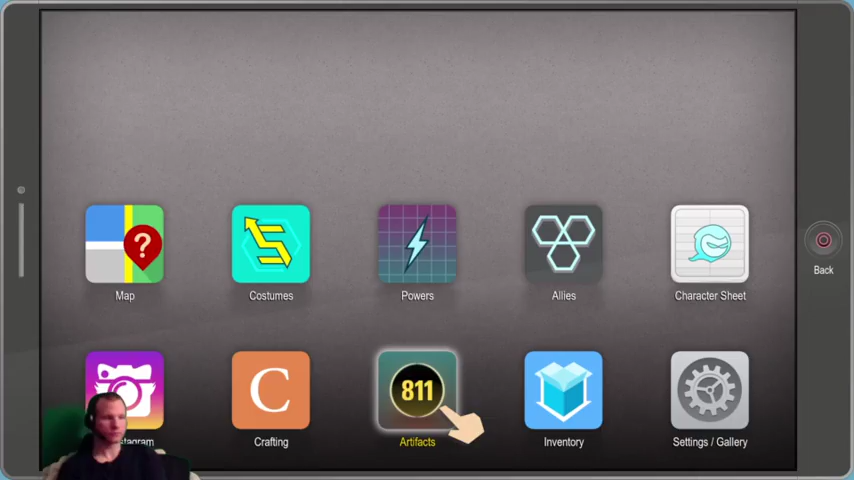 ?
Map
Costumes
Powers
Allies
Character Sheet
Back
C
811
Crafting
Artifacts
Inventory
Settings / Gallery